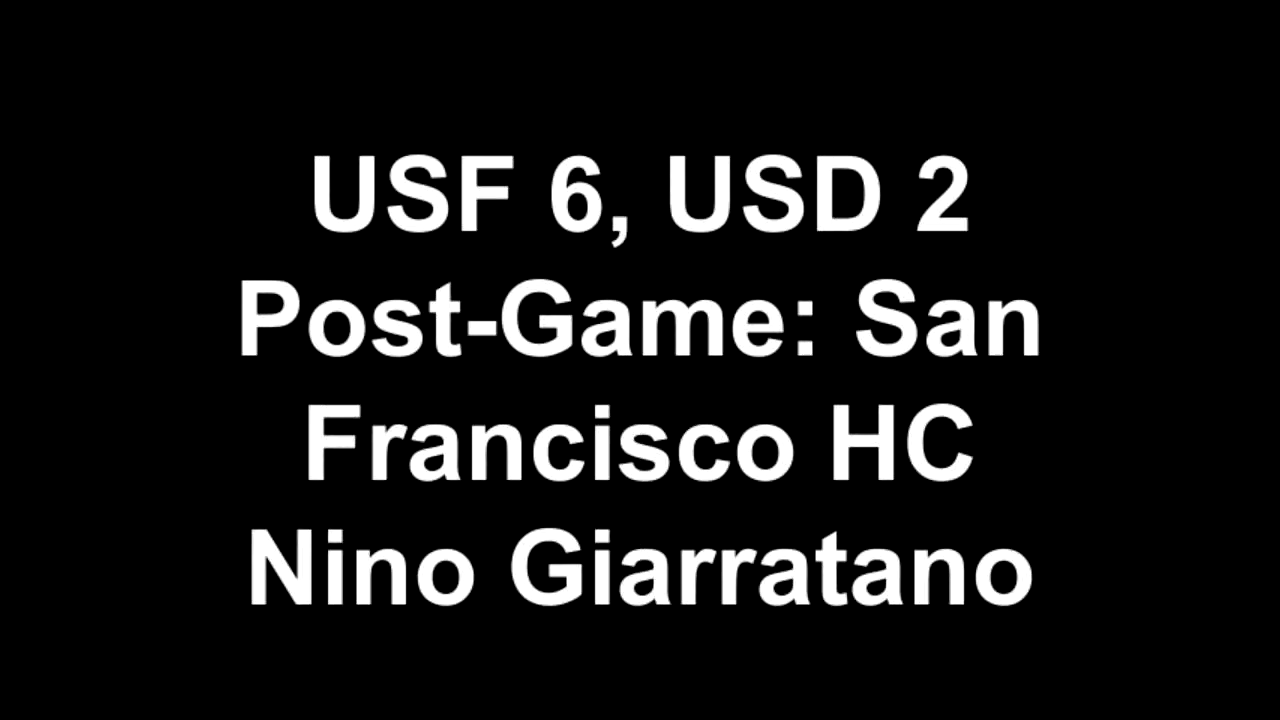 USF 6, USD 2
Post-Game: San
Francisco HC
Nino Giarratano